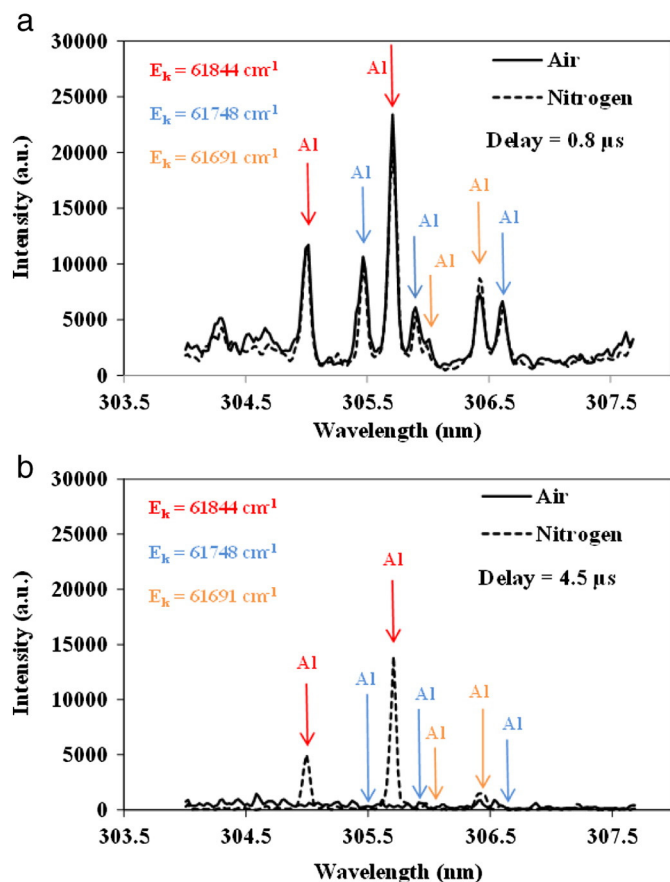 a
30000
25000
20000
15000
10000
5000
0
Intensity (a.u.)
Eₖ = 61844 cm⁻¹
Eₖ = 61748 cm⁻¹
Eₖ = 61691 cm⁻¹
Al
Al
Al
Al
Al
Al
Al
Air
Nitrogen
Delay = 0.8 µs
303.5 304.5 305.5 306.5 307.5
Wavelength (nm)
b
30000
25000
20000
15000
10000
5000
0
Intensity (a.u.)
Eₖ = 61844 cm⁻¹
Eₖ = 61748 cm⁻¹
Eₖ = 61691 cm⁻¹
Al
Al
Al
Al
Al
Al
Al
Air
Nitrogen
Delay = 4.5 µs
303.5 304.5 305.5 306.5 307.5
Wavelength (nm)